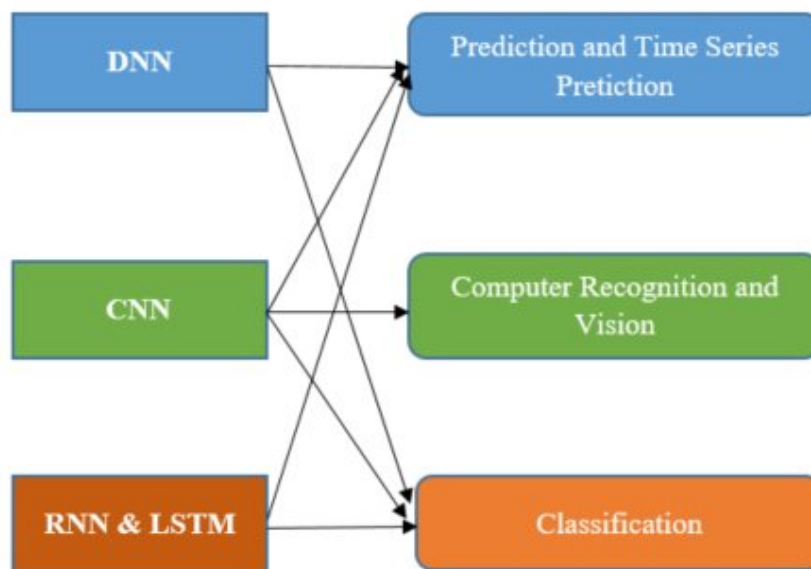 DNN
Prediction and Time Series
Pretiction
CNN
Computer Recognition and
Vision
RNN & LSTM
Classification